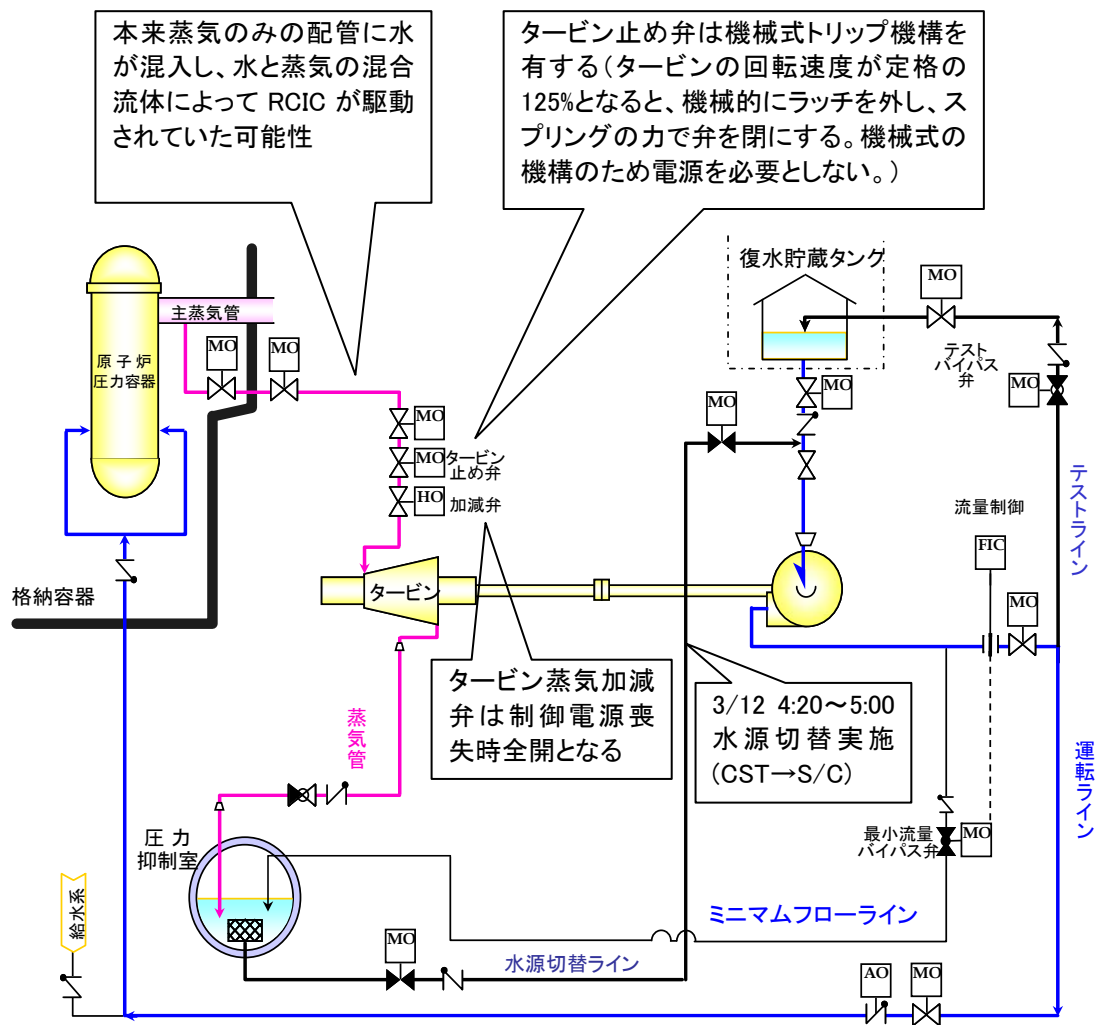 本来蒸気のみの配管に水
が混入し、水と蒸気の混合
流体によって RCIC が駆動
されていた可能性
タービン止め弁は機械式トリップ機構を
有する(タービンの回転速度が定格の
125%となると、機械的にラッチを外し、ス
プリングの力で弁を閉にする。機械式の
機構のため電源を必要としない。)
復水貯蔵タンク
MO
主蒸気管
原子炉
圧力容器
MO
MO
テスト
バイパス
弁
MO
MO
MO
MO
MO
タービン
止め弁
HO
加減弁
テストライン
流量制御
FIC
格納容器
タービン
MO
タービン蒸気加減
弁は制御電源喪
失時全開となる
3/12 4:20~5:00
水源切替実施
(CST→S/C)
蒸気管
運転ライン
圧力
抑制室
最小流量
バイパス弁
MO
給水系
ミニマムフローライン
MO
水源切替ライン
AO
MO